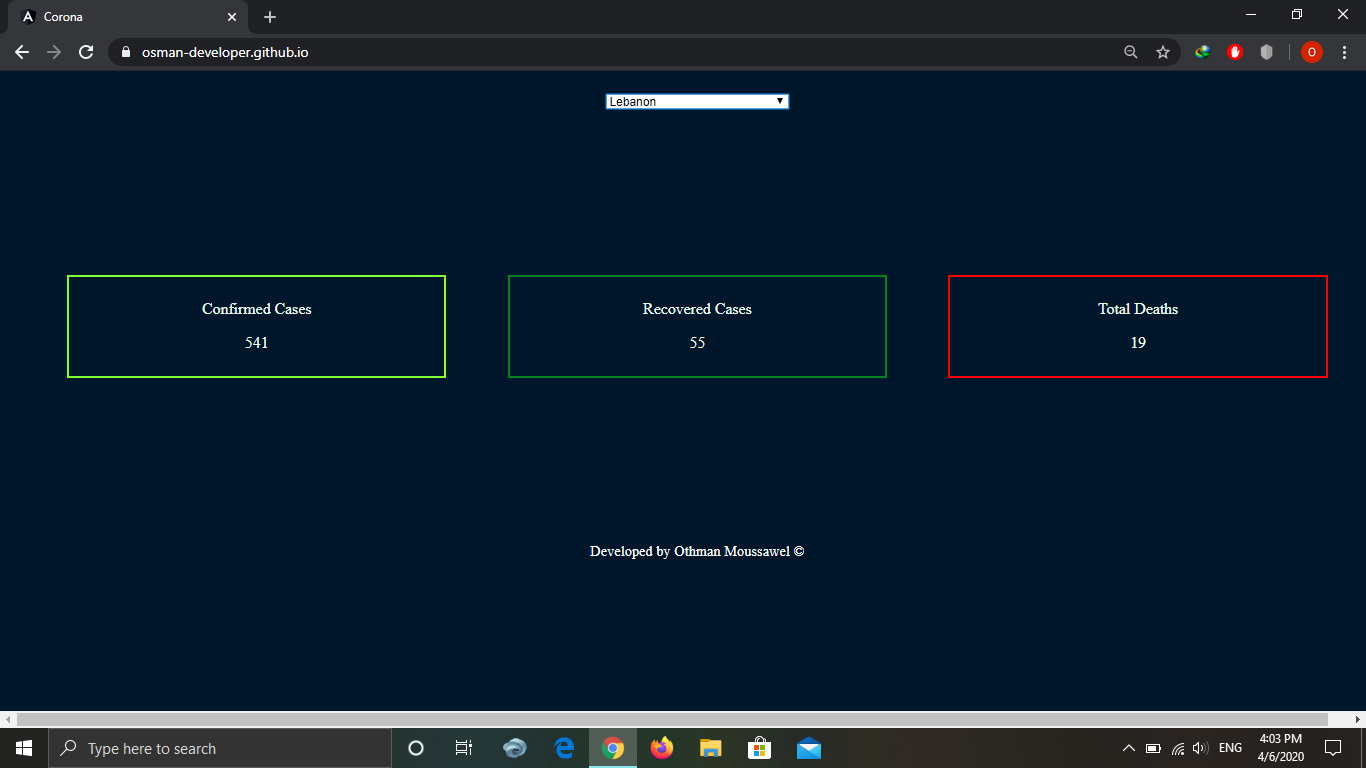 Corona
osman-developer.github.io
O
Lebanon
Confirmed Cases
541
Recovered Cases
55
Total Deaths
19
Developed by Othman Moussawel ©
Type here to search
ENG
4:03 PM
4/6/2020